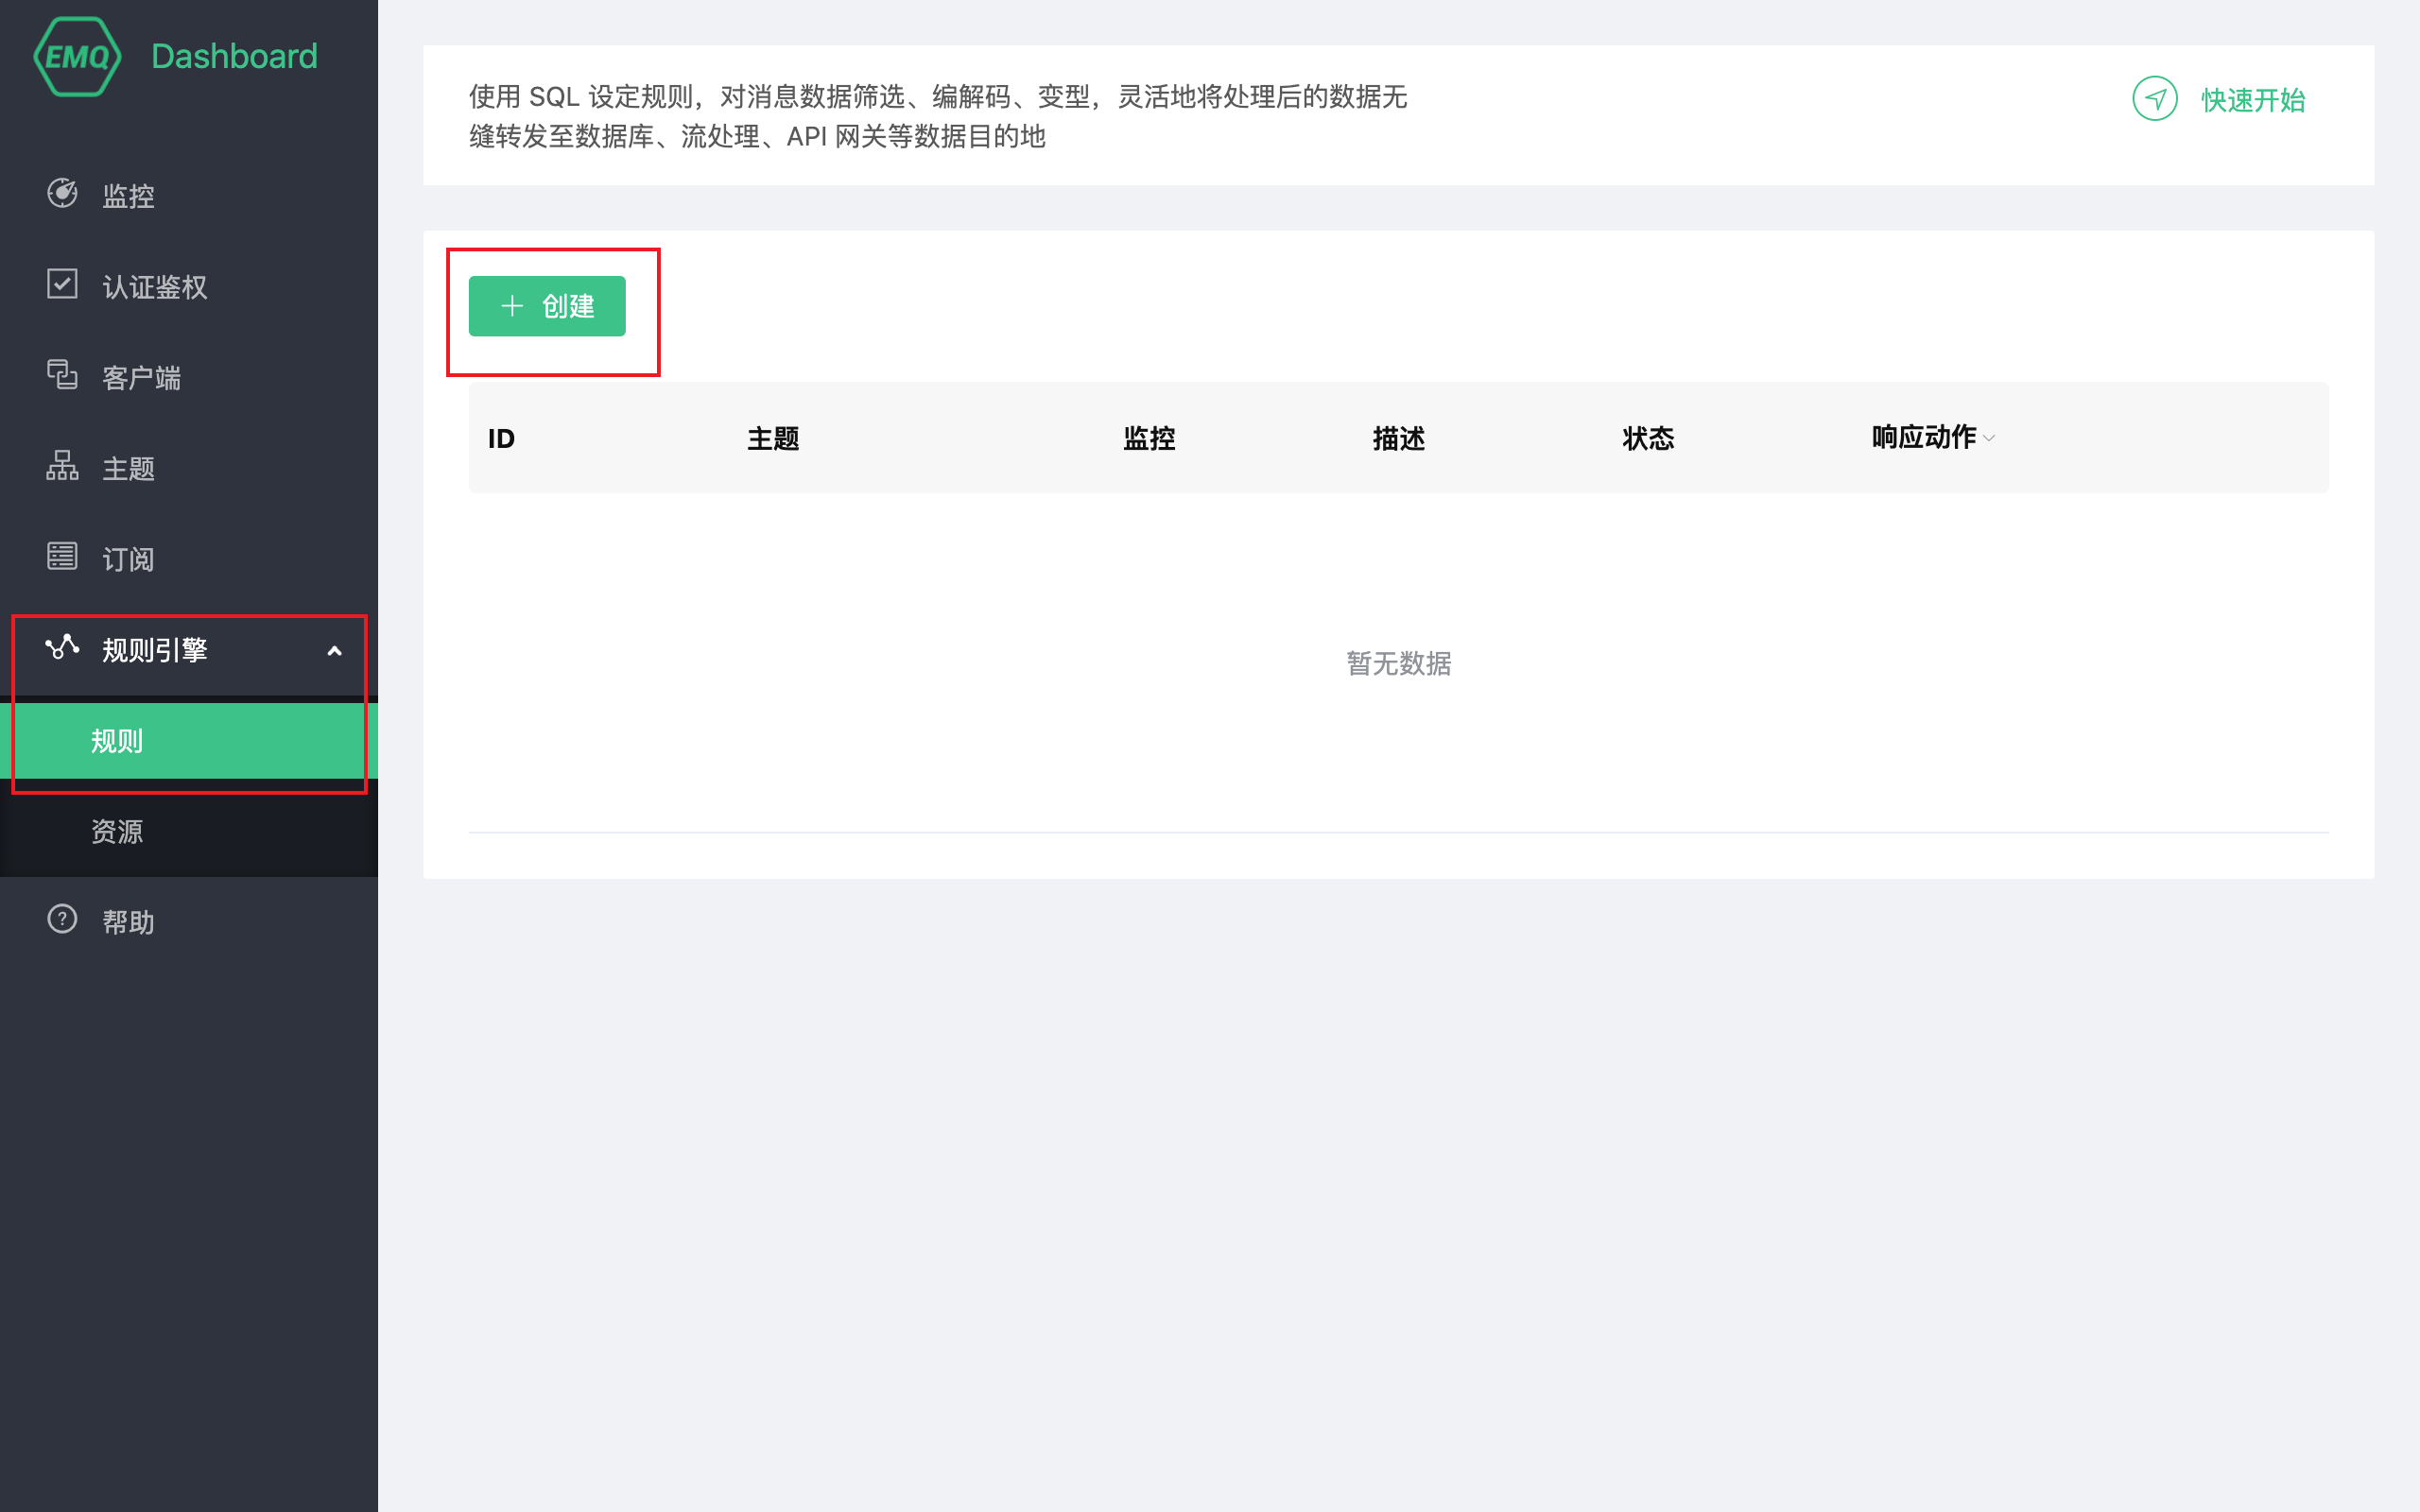 EMQ Dashboard
监控
认证鉴权
客户端
主题
订阅
规则引擎
规则
资源
帮助
使用 SQL 设定规则，对消息数据筛选、编解码、变型，灵活地将处理后的数据无
缝转发至数据库、流处理、API 网关等数据目的地
快速开始
创建
ID 主题 监控 描述 状态 响应动作
暂无数据